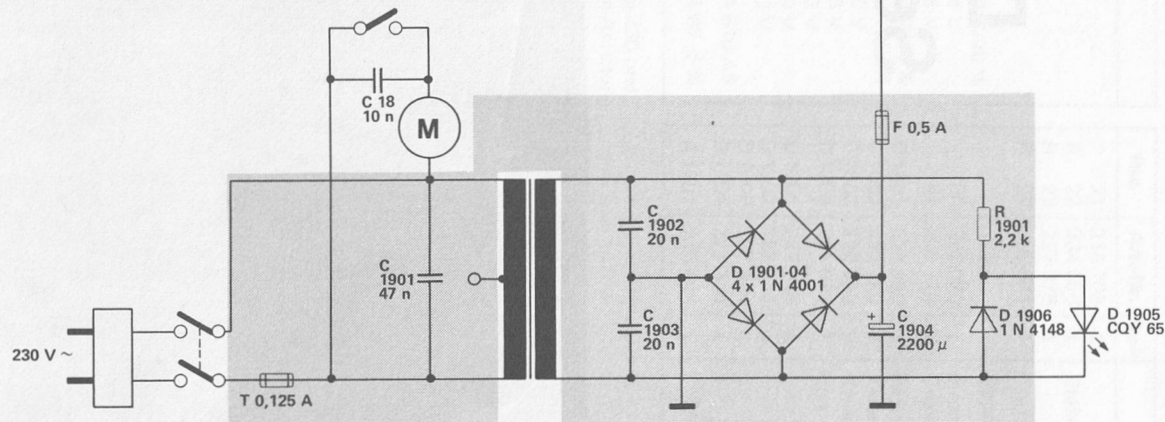 C 18
10 n
M
F 0,5 A
C
1901
47 n
C
1902
20 n
D 1901-04
4 x 1 N 4001
R
1901
2,2 k
C
1903
20 n
+
C
1904
2200 µ
D 1906
1 N 4148
D 1905
CQY 65
230 V ~
T 0,125 A